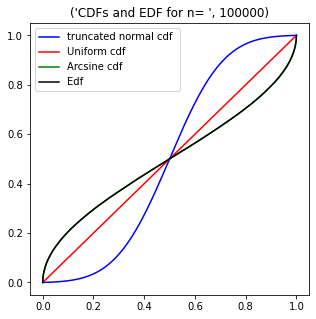 ('CDFs and EDF for n= ', 100000)
truncated normal cdf
Uniform cdf
Arcsine cdf
Edf
1.0
0.8
0.6
0.4
0.2
0.0
0.0 0.2 0.4 0.6 0.8 1.0